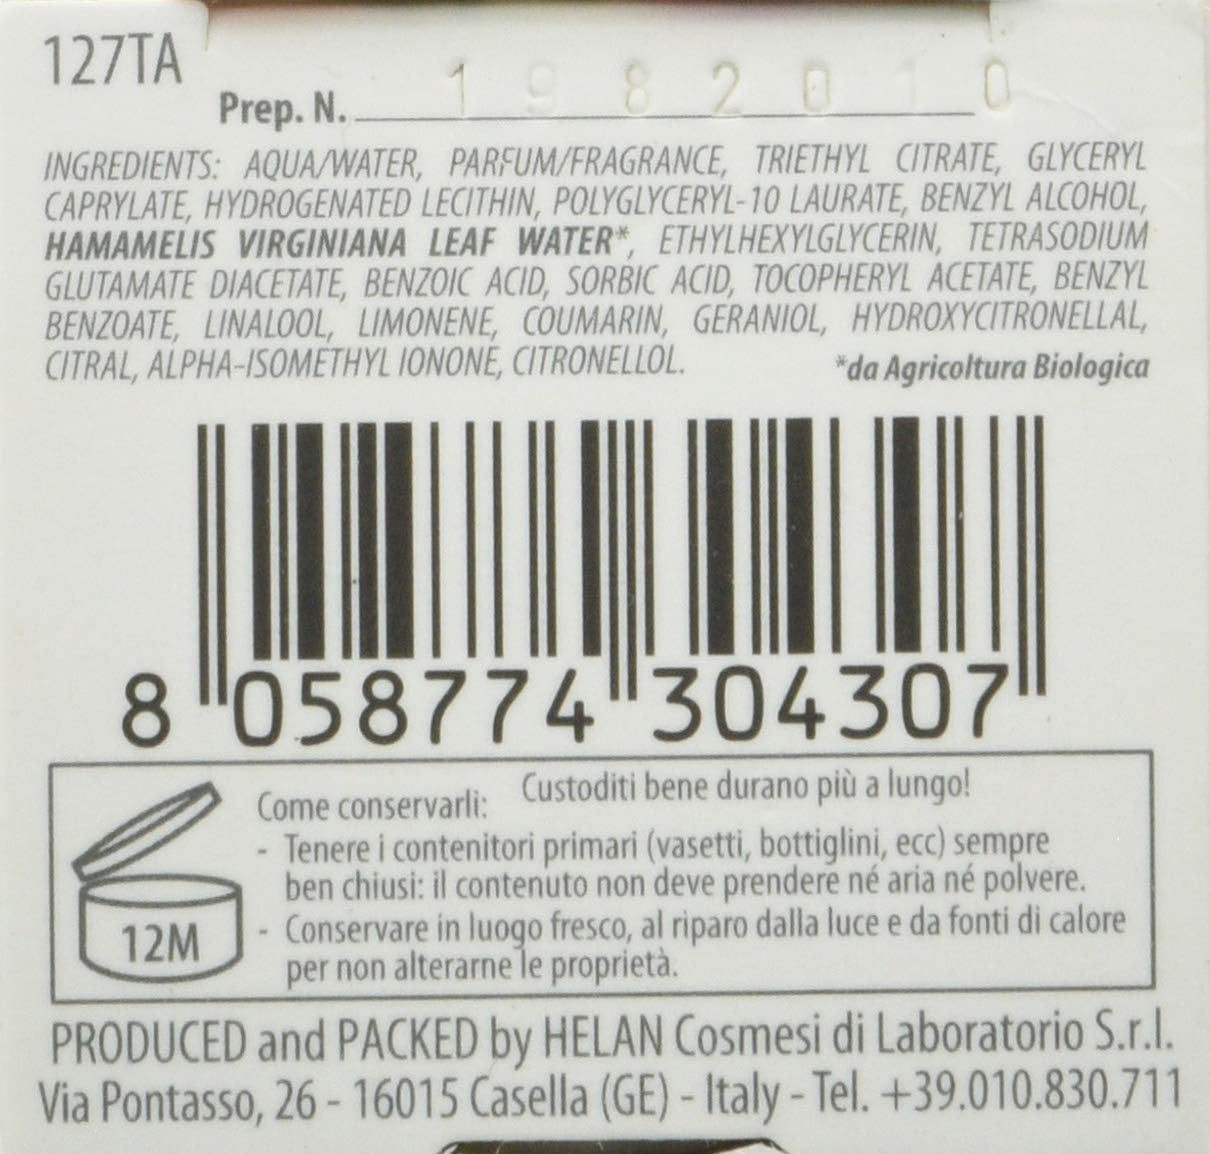 127TA
Prep. N. 19820 0
INGREDIENTS: AQUA/WATER, PARFUM/FRAGRANCE, TRIETHYL CITRATE, GLYCERYL
CAPRYLATE, HYDROGENATED LECITHIN, POLYGLYCERYL-10 LAURATE, BENZYL ALCOHOL,
HAMAMELIS VIRGINIANA LEAF WATER*, ETHYLHEXYLGLYCERIN, TETRASODIUM
GLUTAMATE DIACETATE, BENZOIC ACID, SORBIC ACID, TOCOPHERYL ACETATE, BENZYL
BENZOATE, LINALOOL, LIMONENE, COUMARIN, GERANIOL, HYDROXYCITRONELLAL,
CITRAL, ALPHA-ISOMETHYL IONONE, CITRONELLOL. *da Agricoltura Biologica
8 058774 304307
Custoditi bene durano più a lungo!
Come conservarli:
- Tenere i contenitori primari (vasetti, bottiglini, ecc) sempre
ben chiusi: il contenuto non deve prendere né aria né polvere.
- Conservare in luogo fresco, al riparo dalla luce e da fonti di calore
per non alterarne le proprietà.
12M
PRODUCED and PACKED by HELAN Cosmesi di Laboratorio S.r.l.
Via Pontasso, 26 - 16015 Casella (GE) - Italy - Tel. +39.010.830.711